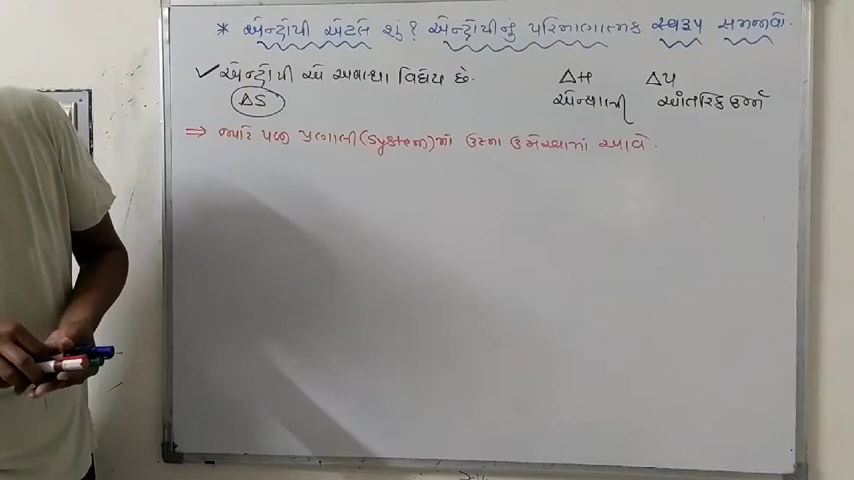 * એન્ટ્રોપી એટલે શું? એન્ટ્રોપીનું પરિમાણાત્મક સ્વરૂપ સમજાવો.
✓ એન્ટ્રોપી એ અવસ્થા વિધેય છે. ΔH ΔU
ΔS એન્થાલ્પી આંતરિક ઉર્જા
⇒ જ્યારે પણ પ્રણાલી(System)માં ઉષ્મા ઉમેરવામાં આવે.